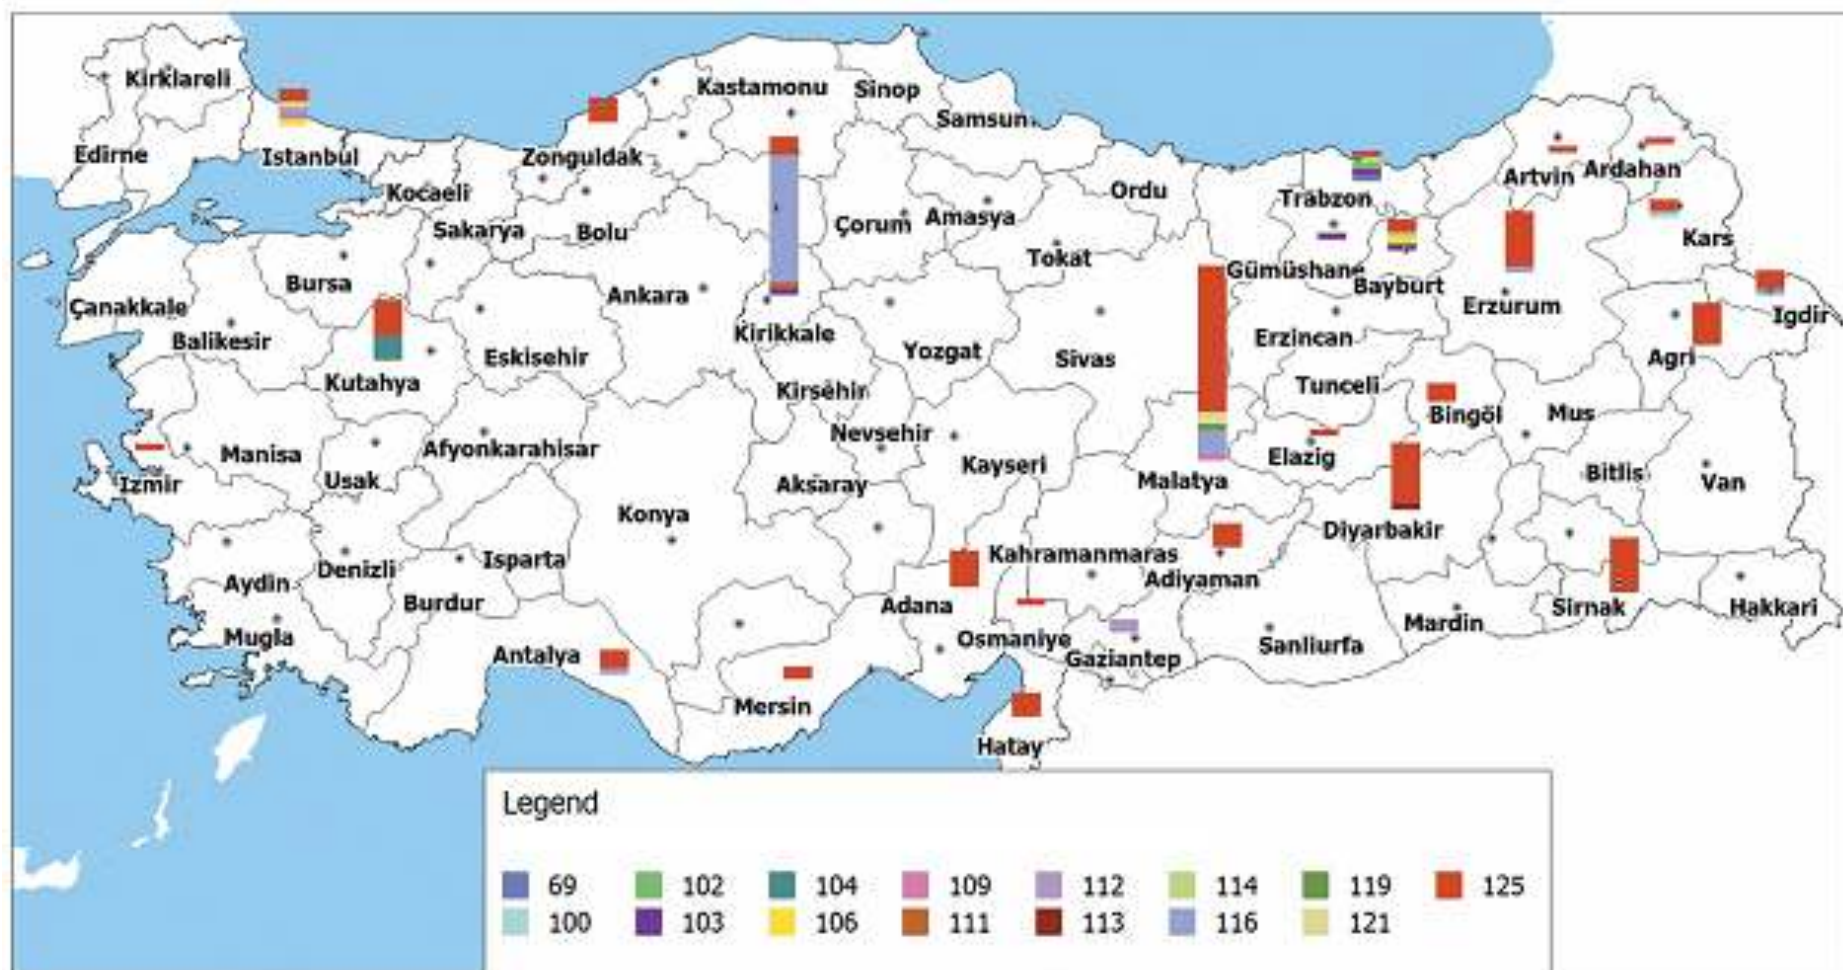 Kirklareli
Kastamonu
Sinop
Samsun
Edirne
Istanbul
Zonguldak
Kocaeli
Ordu
Trabzon
Artvin
Ardahan
Sakarya
Bolu
Çorum
Amasya
Tokat
Kars
Bursa
Ankara
Gümüshane
Bayburt
Erzurum
Igdir
Çanakkale
Balikesir
Kirikkale
Eskisehir
Yozgat
Sivas
Erzincan
Agri
Kutahya
Kirsehir
Tunceli
Bingöl
Mus
Manisa
Afyonkarahisar
Nevsehir
Kayseri
Elazig
Izmir
Usak
Aksaray
Malatya
Bitlis
Van
Konya
Diyarbakir
Aydin
Denizli
Isparta
Kahramanmaras
Adiyaman
Burdur
Adana
Sirnak
Hakkari
Mugla
Osmaniye
Mardin
Antalya
Gaziantep
Sanliurfa
Mersin
Hatay
Legend
69 102 104 109 112 114 119 125
100 103 106 111 113 116 121